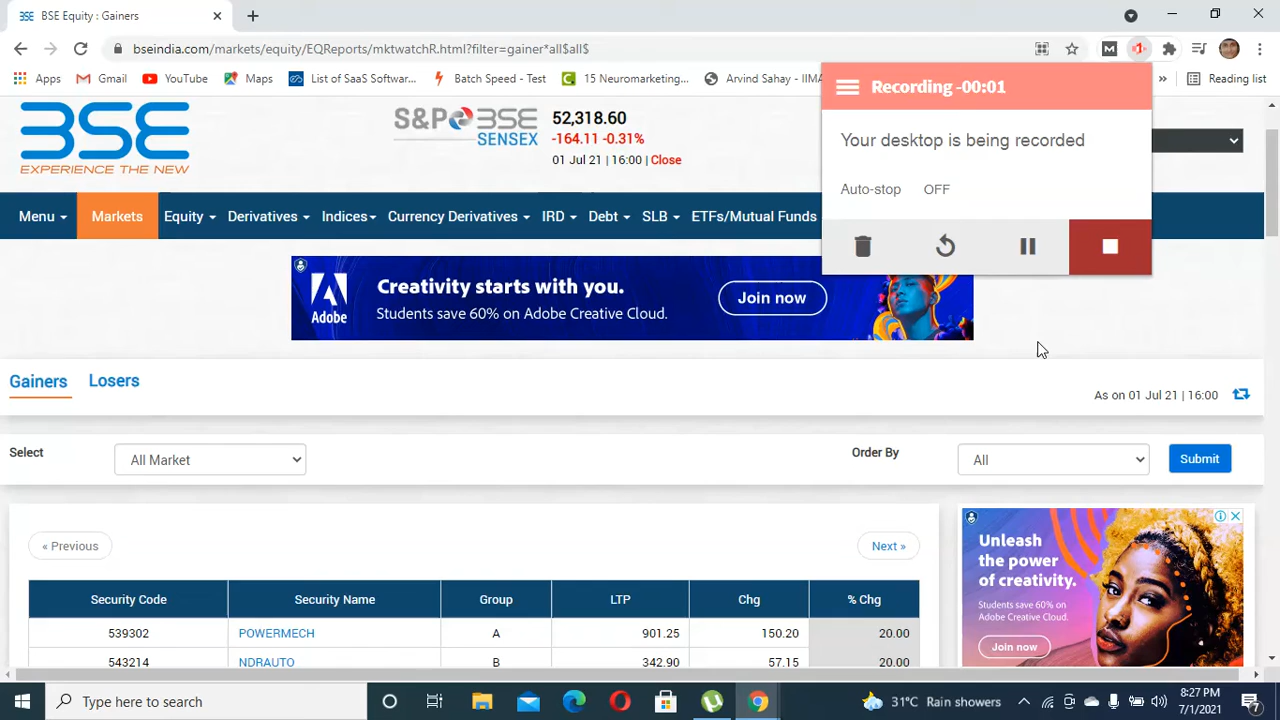 BSE Equity : Gainers
bseindia.com/markets/equity/EQReports/mktwatchR.html?filter=gainer*all$all$
Apps Gmail YouTube Maps List of SaaS Softwar... Batch Speed - Test 15 Neuromarketing... Arvind Sahay - IIMA » Reading list
Recording -00:01
Your desktop is being recorded
Auto-stop OFF
BSE
EXPERIENCE THE NEW
S&P BSE
SENSEX
52,318.60
-164.11 -0.31%
01 Jul 21 | 16:00 | Close
Menu Markets Equity Derivatives Indices Currency Derivatives IRD Debt SLB ETFs/Mutual Funds
Adobe
Creativity starts with you.
Students save 60% on Adobe Creative Cloud.
Join now
Gainers Losers
As on 01 Jul 21 | 16:00
Select All Market Order By All Submit
« Previous Next »
Security Code Security Name Group LTP Chg % Chg
539302 POWERMECH A 901.25 150.20 20.00
543214 NDRAUTO B 342.90 57.15 20.00
Unleash
the power
of creativity.
Students save 60% on Adobe
Creative Cloud.
Join now
Type here to search
31°C Rain showers
8:27 PM
7/1/2021
7